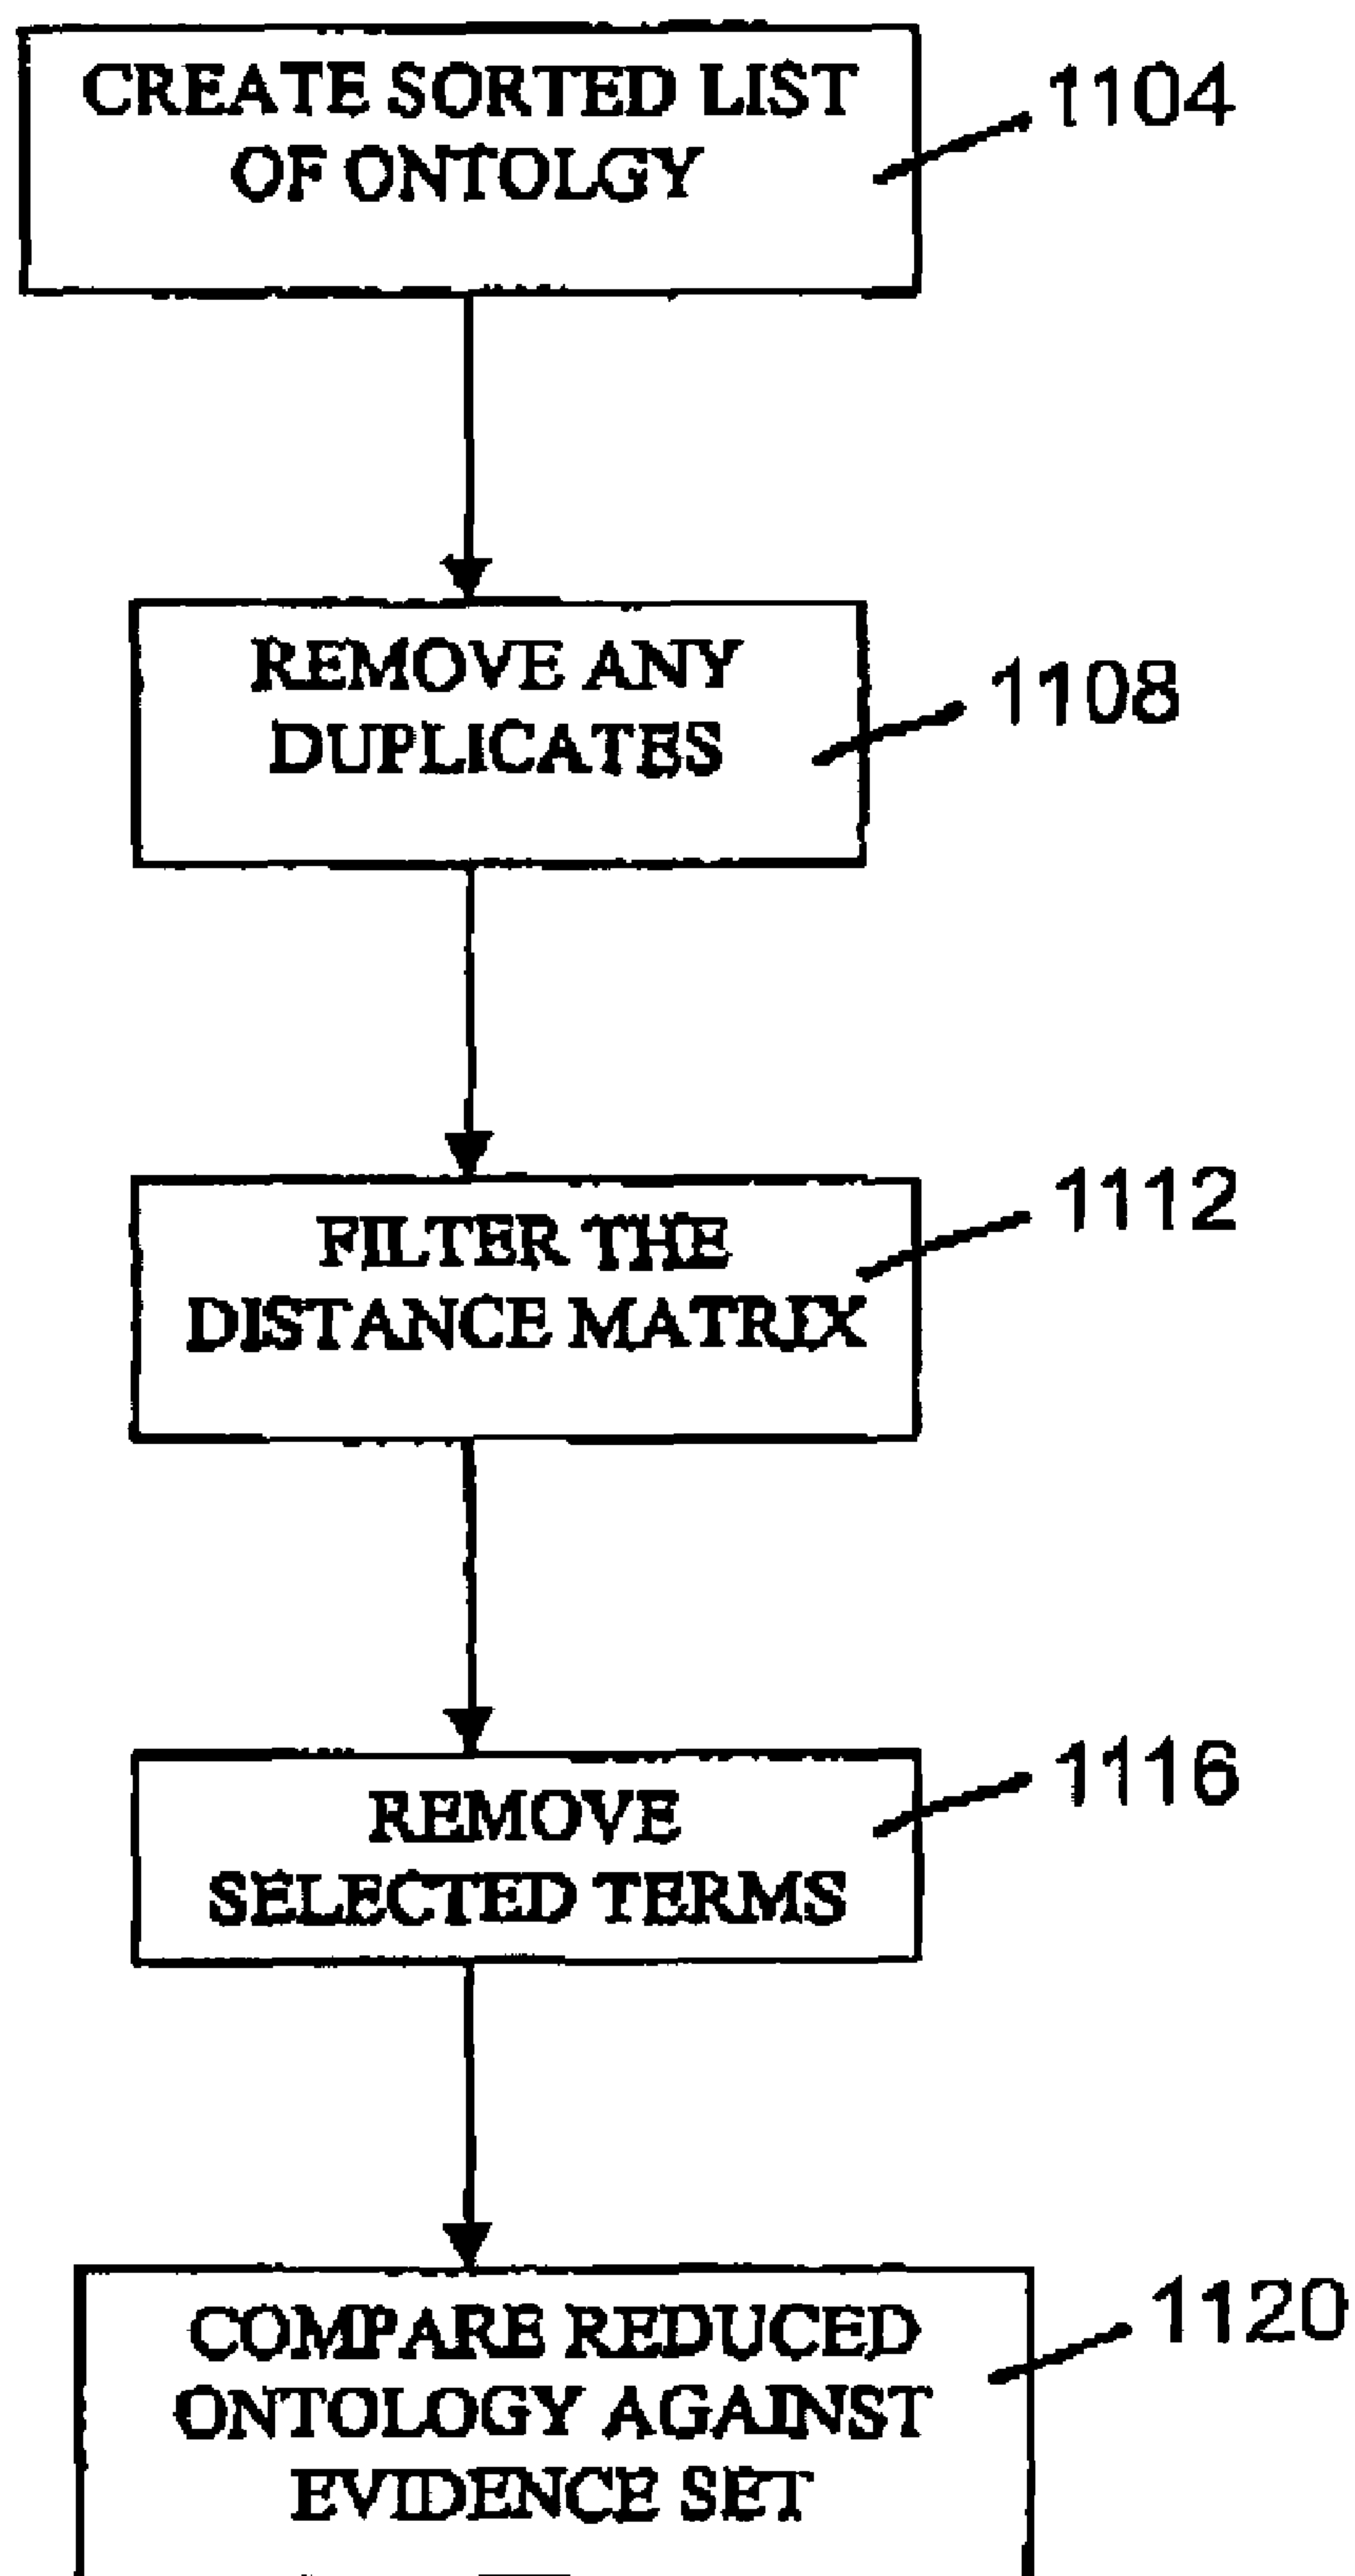 CREATE SORTED LIST
OF ONTOLGY
1104
REMOVE ANY
DUPLICATES
1108
FILTER THE
DISTANCE MATRIX
1112
REMOVE
SELECTED TERMS
1116
COMPARE REDUCED
ONTOLOGY AGAINST
EVIDENCE SET
1120